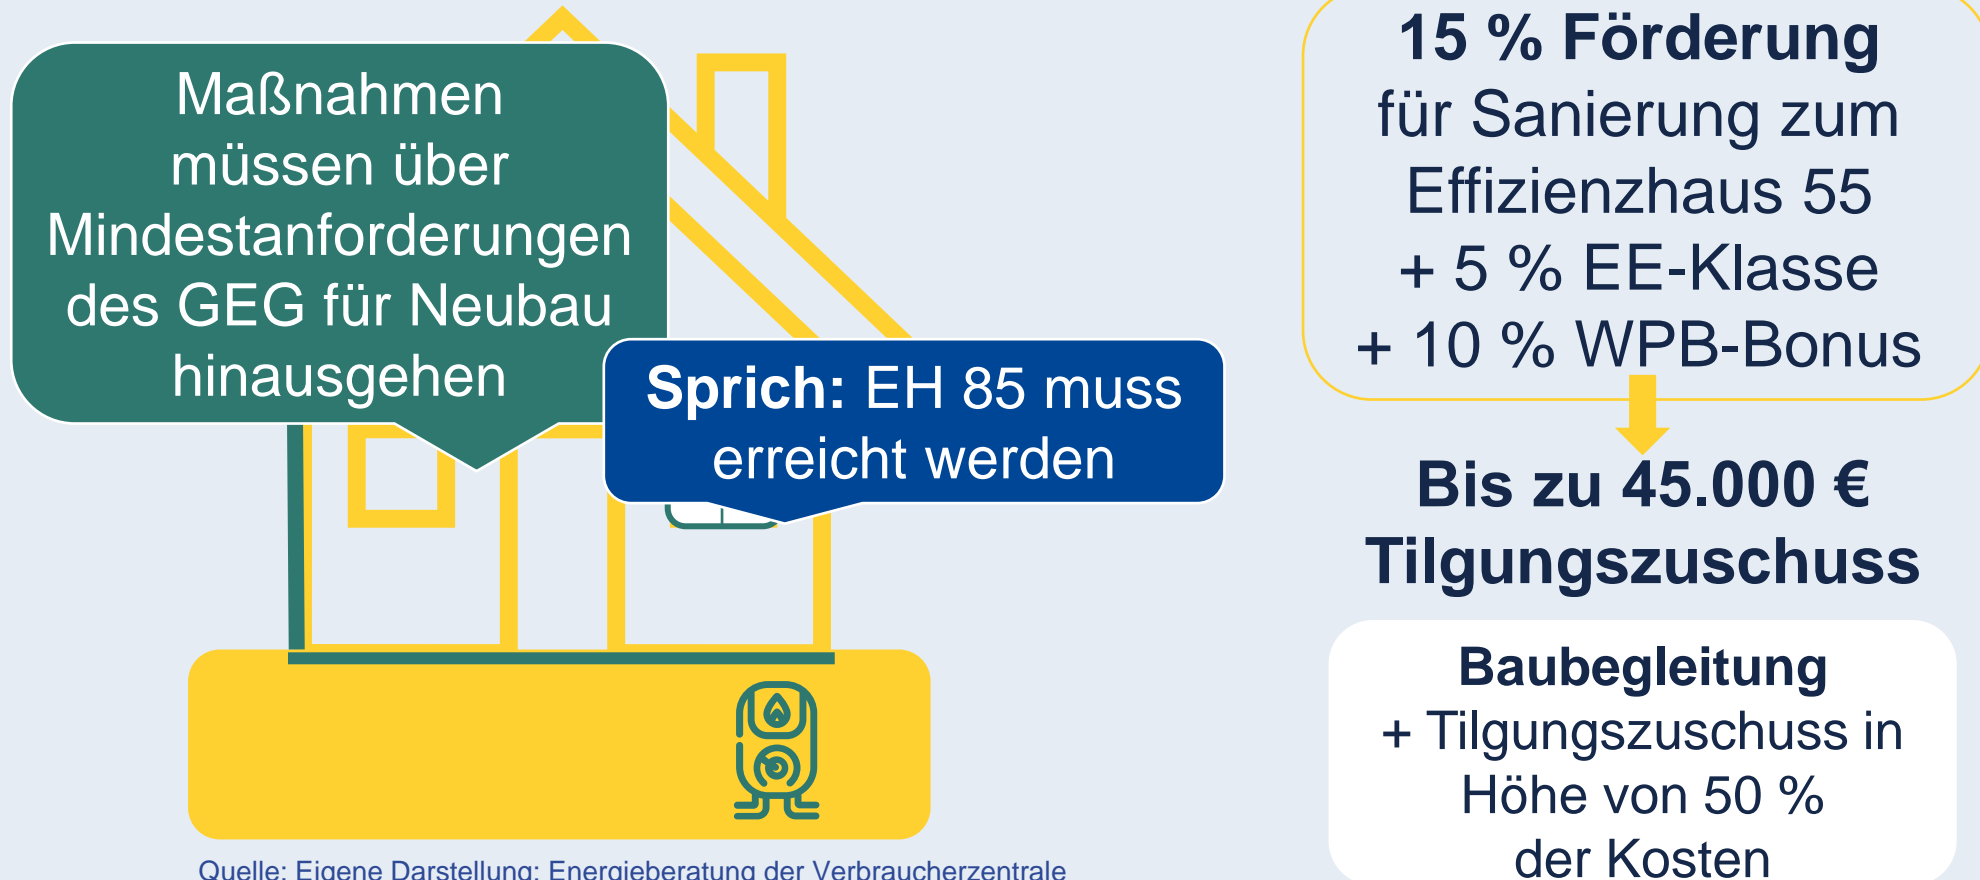 Maßnahmen
müssen über
Mindestanforderungen
des GEG für Neubau
hinausgehen
Sprich: EH 85 muss
erreicht werden
15 % Förderung
für Sanierung zum
Effizienzhaus 55
+ 5 % EE-Klasse
+ 10 % WPB-Bonus
Bis zu 45.000 €
Tilgungszuschuss
Baubegleitung
+ Tilgungszuschuss in
Höhe von 50 %
der Kosten
Quelle: Eigene Darstellung; Energieberatung der Verbraucherzentrale